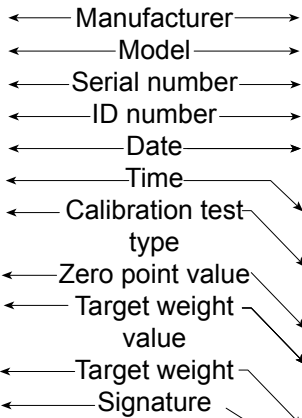 Manufacturer
Model
Serial number
ID number
Date
Time
Calibration test
type
Zero point value
Target weight
value
Target weight
Signature